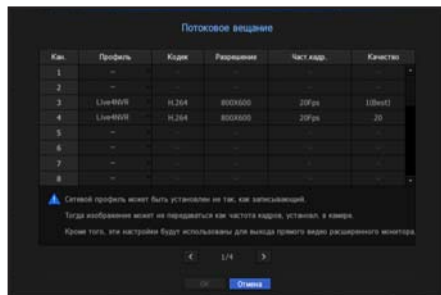 Потоковое вещание
Кан. Профиль Кодек Разрешение Част.кадр. Качество
1 -
2 -
3 Live4NVR H.264 800X600 20Fps 1(Best)
4 Live4NVR H.264 800X600 20Fps 20
5 -
6 -
7 -
8 -
Сетевой профиль может быть установлен не так, как записывающий.
Тогда изображение может не передаваться как частота кадров, установл. в камере.
Кроме того, эти настройки будут использованы для выхода прямого видео расширенного монитора.
< 1/4 >
OK Отмена